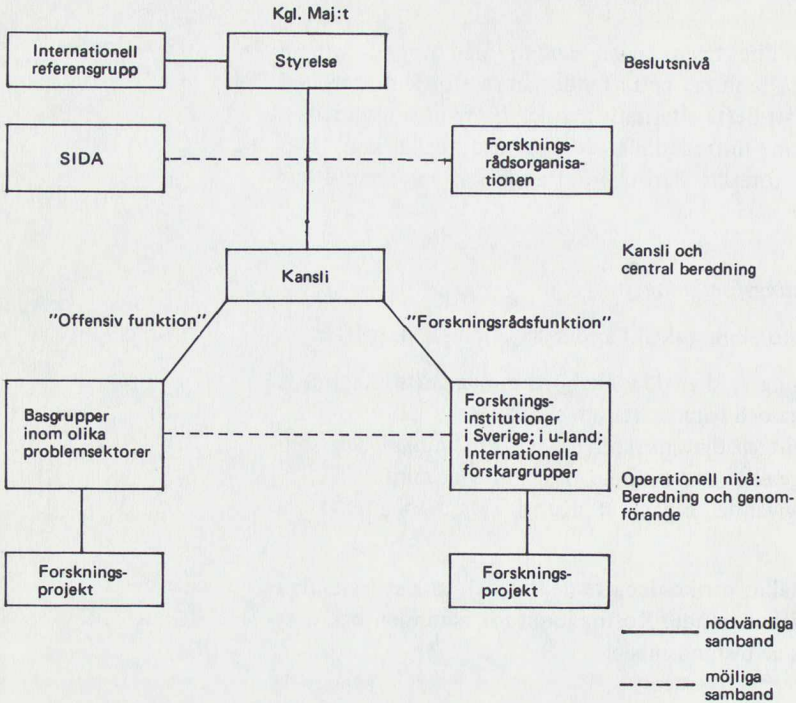 Kgl. Maj:t
Internationell
referensgrupp
Styrelse
Beslutsnivå
SIDA
Forsknings-
rådsorganisa-
tionen
Kansli
Kansli och
central beredning
"Offensiv funktion"
"Forskningsrådsfunktion"
Basgrupper
inom olika
problemsektorer
Forsknings-
institutioner
i Sverige; i u-land;
Internationella
forskargrupper
Operationell nivå:
Beredning och genom-
förande
Forsknings-
projekt
Forsknings-
projekt
nödvändiga
samband
möjliga
samband